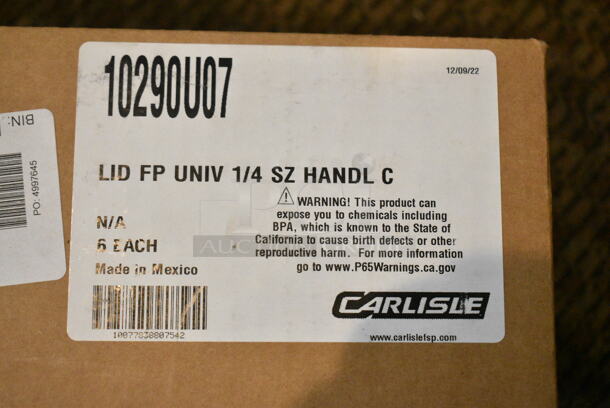 10290U07
12/09/22
LID FP UNIV 1/4 SZ HANDL C
WARNING! This product can
expose you to chemicals including
BPA, which is known to the State of
California to cause birth defects or other
reproductive harm. For more information
go to www.P65Warnings.ca.gov
N/A
6 EACH
Made in Mexico
10077838807542
CARLISLE
www.carlislefsp.com
BIN:
PO: 4997645